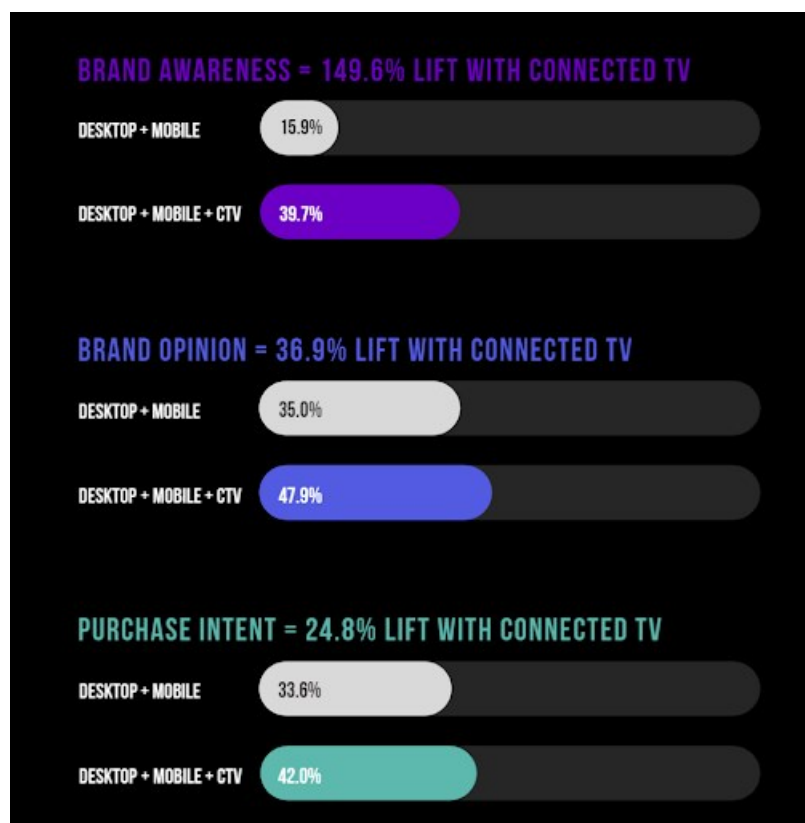 BRAND AWARENESS = 149.6% LIFT WITH CONNECTED TV
DESKTOP + MOBILE 15.9%
DESKTOP + MOBILE + CTV 39.7%
BRAND OPINION = 36.9% LIFT WITH CONNECTED TV
DESKTOP + MOBILE 35.0%
DESKTOP + MOBILE + CTV 47.9%
PURCHASE INTENT = 24.8% LIFT WITH CONNECTED TV
DESKTOP + MOBILE 33.6%
DESKTOP + MOBILE + CTV 42.0%